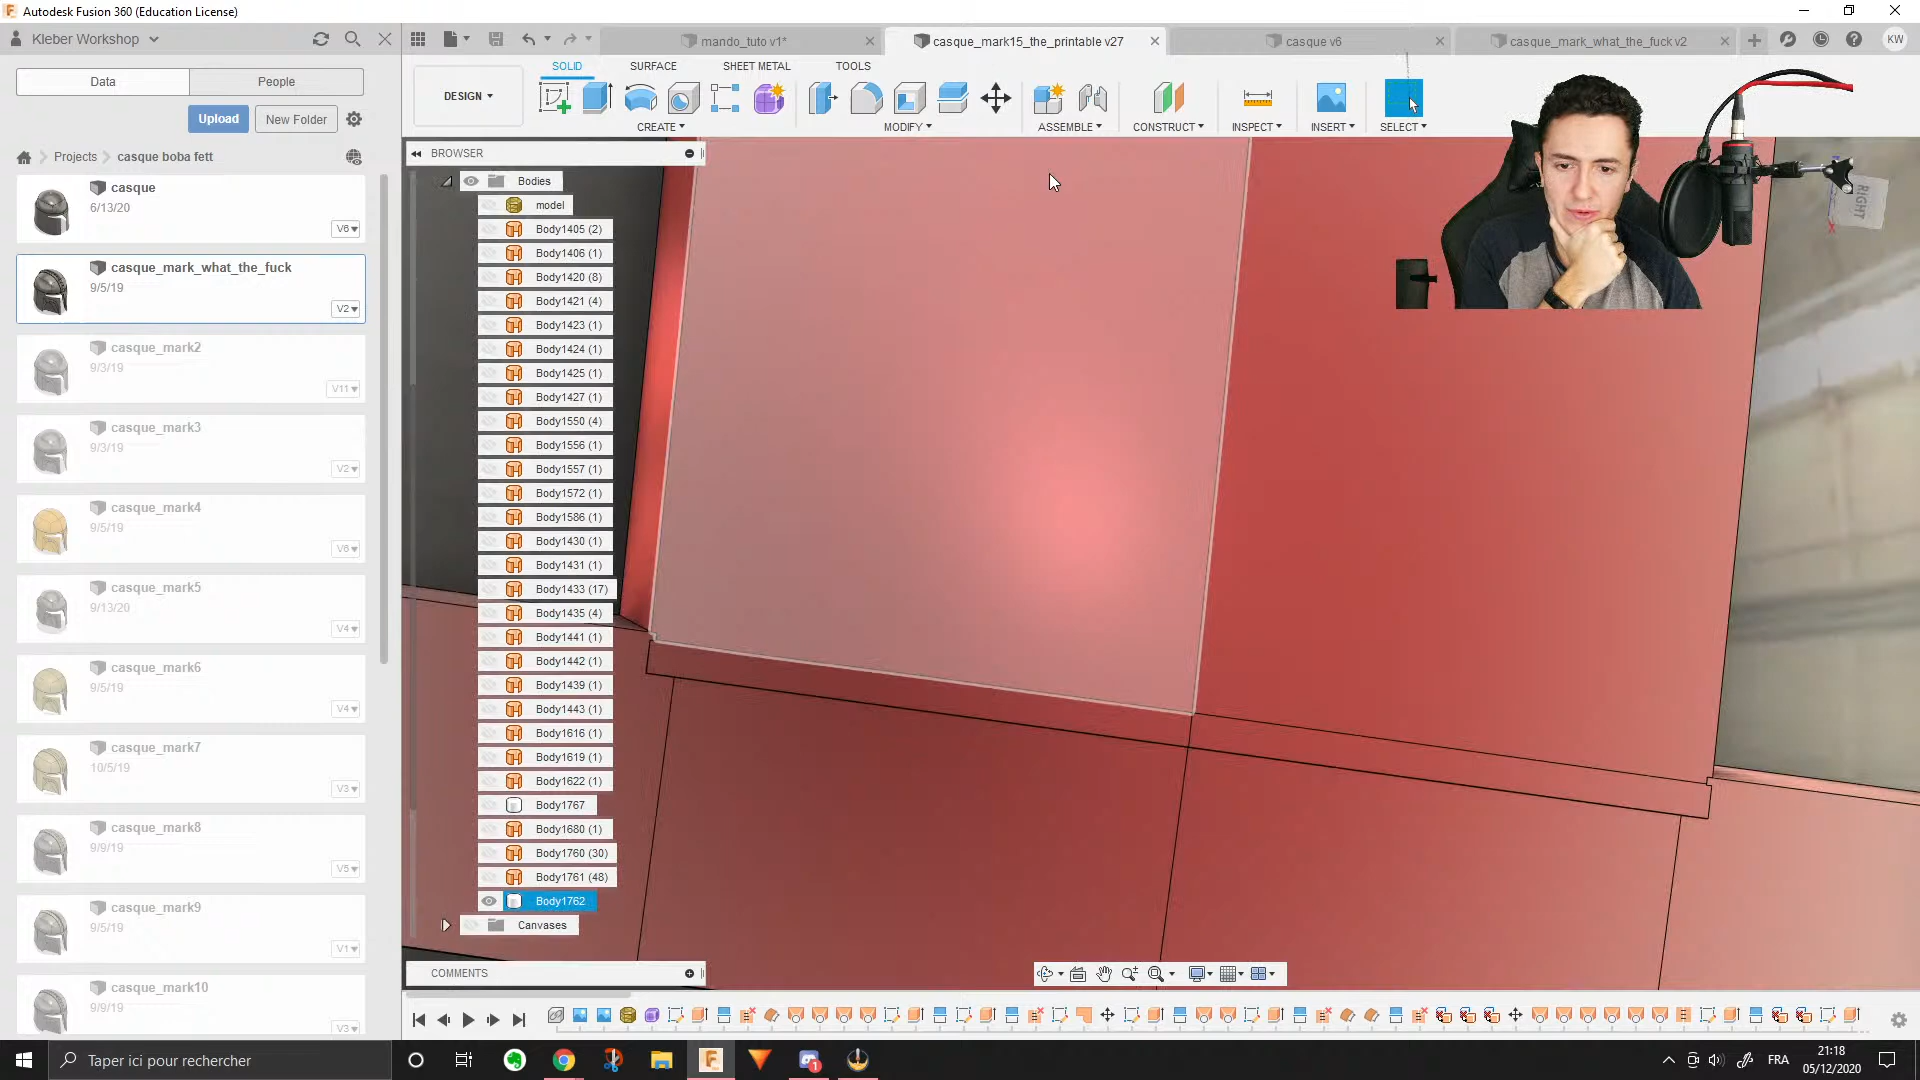 Autodesk Fusion 360 (Education License)
Kleber Workshop
mando_tuto v1*
casque_mark15_the_printable v27
casque v6
casque_mark_what_the_fuck v2
KW
Data
People
Upload
New Folder
Projects
casque boba fett
casque
6/13/20
V6
casque_mark_what_the_fuck
9/5/19
V2
casque_mark2
9/3/19
V11
casque_mark3
9/3/19
V2
casque_mark4
9/5/19
V6
casque_mark5
9/13/20
V4
casque_mark6
9/5/19
V4
casque_mark7
10/5/19
V3
casque_mark8
9/9/19
V5
casque_mark9
9/5/19
V1
casque_mark10
9/9/19
V3
SOLID
SURFACE
SHEET METAL
TOOLS
DESIGN
CREATE
MODIFY
ASSEMBLE
CONSTRUCT
INSPECT
INSERT
SELECT
RIGHT
X
BROWSER
Bodies
model
Body1405 (2)
Body1406 (1)
Body1420 (8)
Body1421 (4)
Body1423 (1)
Body1424 (1)
Body1425 (1)
Body1427 (1)
Body1550 (4)
Body1556 (1)
Body1557 (1)
Body1572 (1)
Body1586 (1)
Body1430 (1)
Body1431 (1)
Body1433 (17)
Body1435 (4)
Body1441 (1)
Body1442 (1)
Body1439 (1)
Body1443 (1)
Body1616 (1)
Body1619 (1)
Body1622 (1)
Body1767
Body1680 (1)
Body1760 (30)
Body1761 (48)
Body1762
Canvases
COMMENTS
Taper ici pour rechercher
1
FRA
21:18
05/12/2020